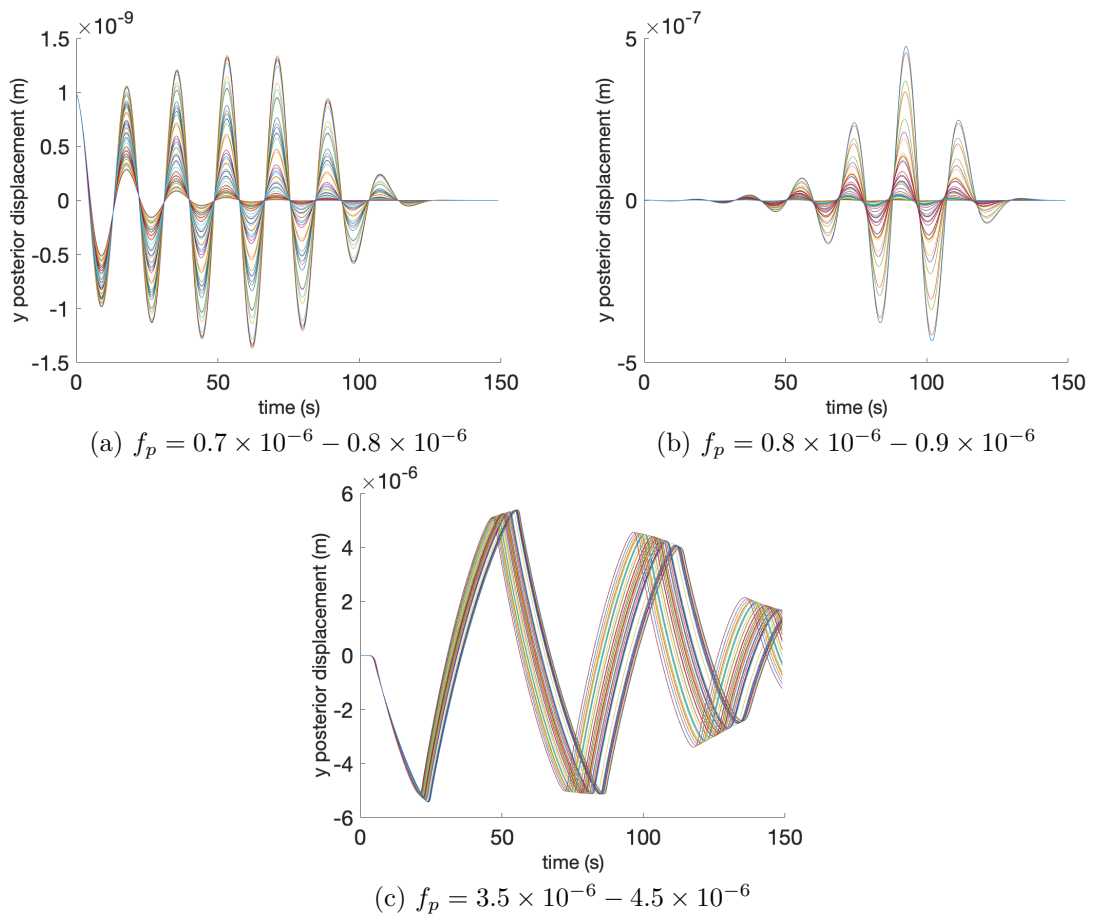 ×10⁻⁹
1.5
1
0.5
0
-0.5
-1
-1.5
0 50 100 150
y posterior displacement (m)
time (s)
(a) f_p = 0.7 × 10⁻⁶ − 0.8 × 10⁻⁶
×10⁻⁷
5
0
-5
0 50 100 150
y posterior displacement (m)
time (s)
(b) f_p = 0.8 × 10⁻⁶ − 0.9 × 10⁻⁶
×10⁻⁶
6
4
2
0
-2
-4
-6
0 50 100 150
y posterior displacement (m)
time (s)
(c) f_p = 3.5 × 10⁻⁶ − 4.5 × 10⁻⁶